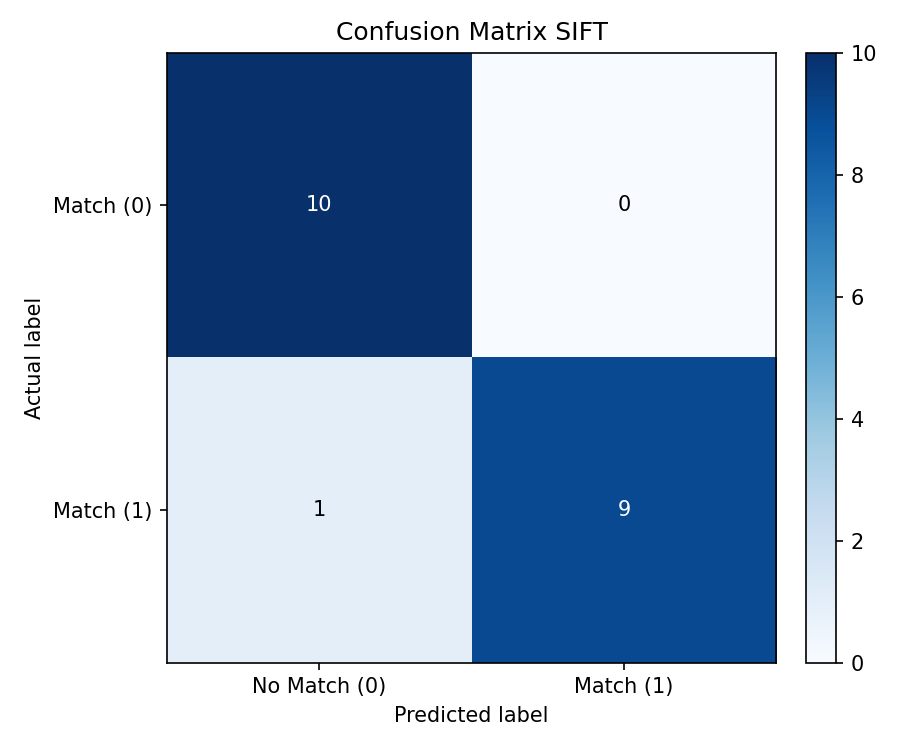 Confusion Matrix SIFT
10
8
6
4
2
0
Actual label
Match (0)
10
0
Match (1)
1
9
No Match (0)
Match (1)
Predicted label